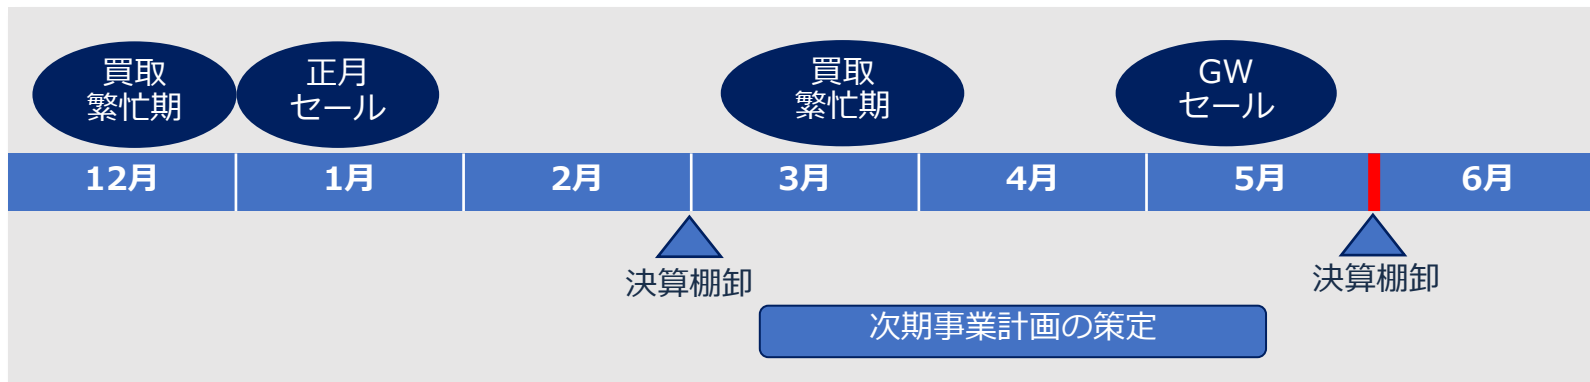 買取
繁忙期
正月
セール
買取
繁忙期
GW
セール
12月
1月
2月
3月
4月
5月
6月
決算棚卸
決算棚卸
次期事業計画の策定